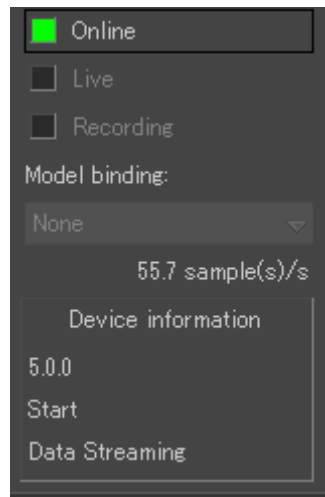 Online
Live
Recording
Model binding:
None
55.7 sample(s)/s
Device information
5.0.0
Start
Data Streaming